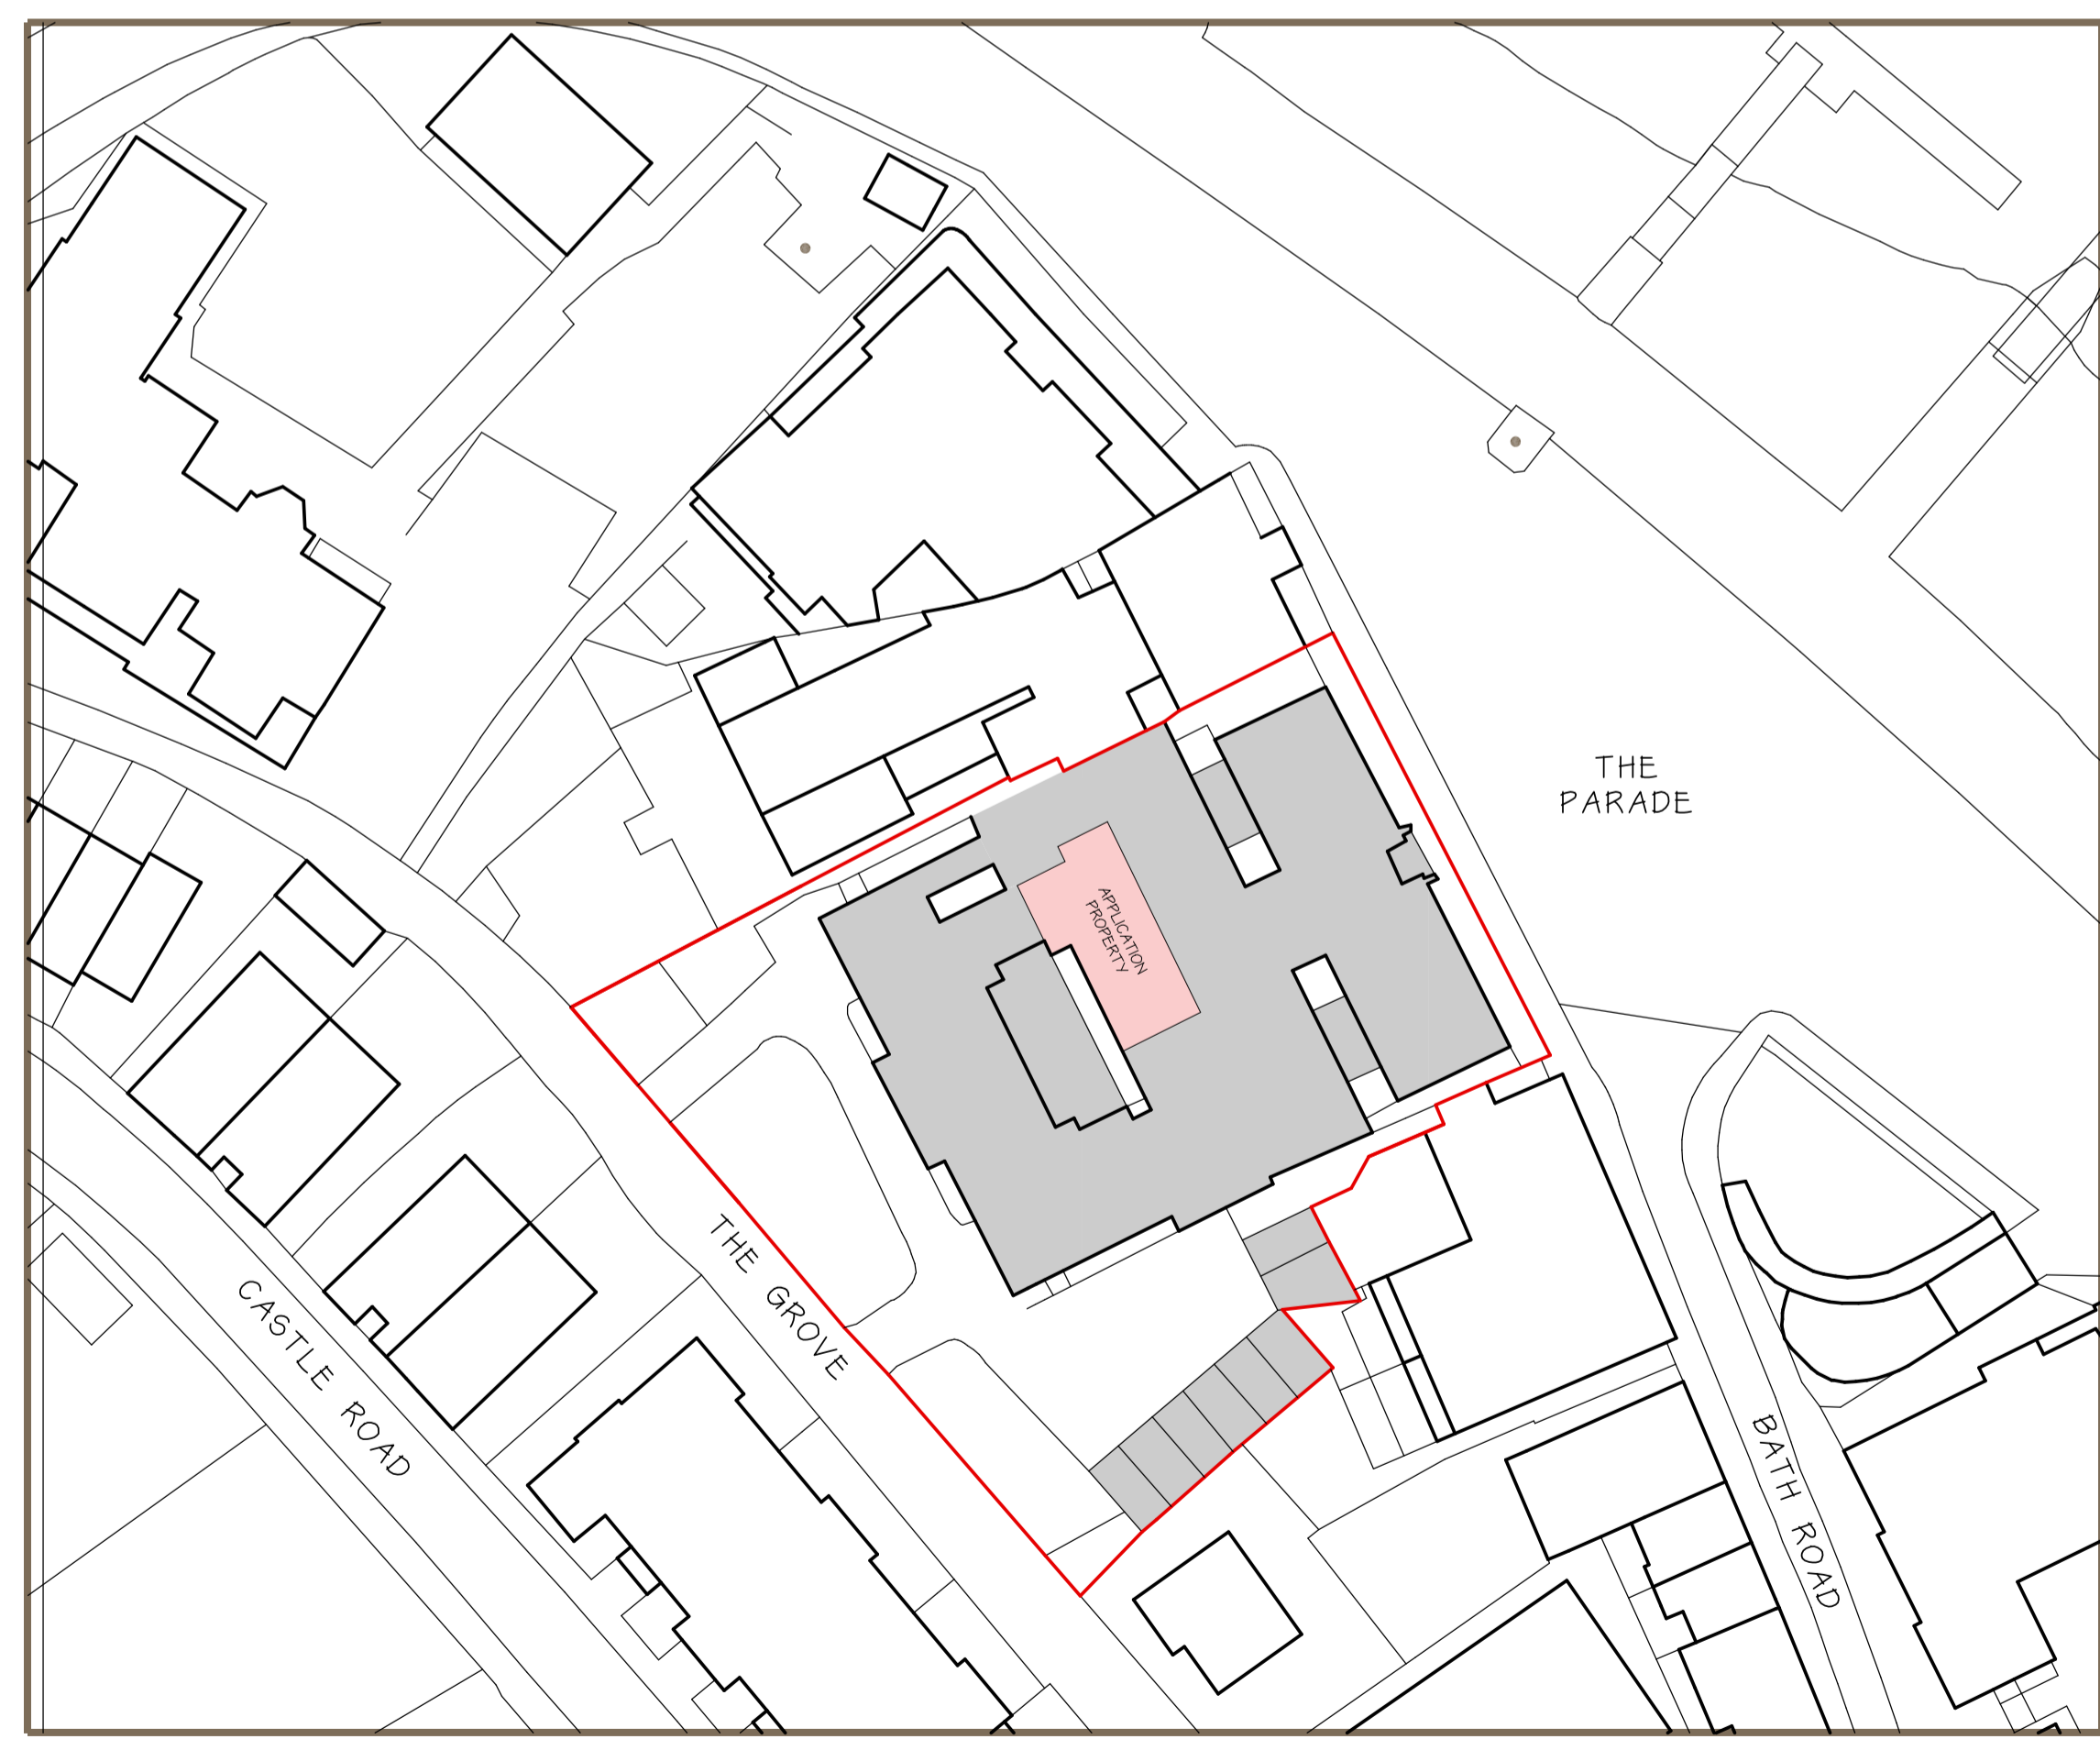 THE
PARADE
APPLICATION
PROPERTY
THE GROVE
CASTLE ROAD
BATH ROAD